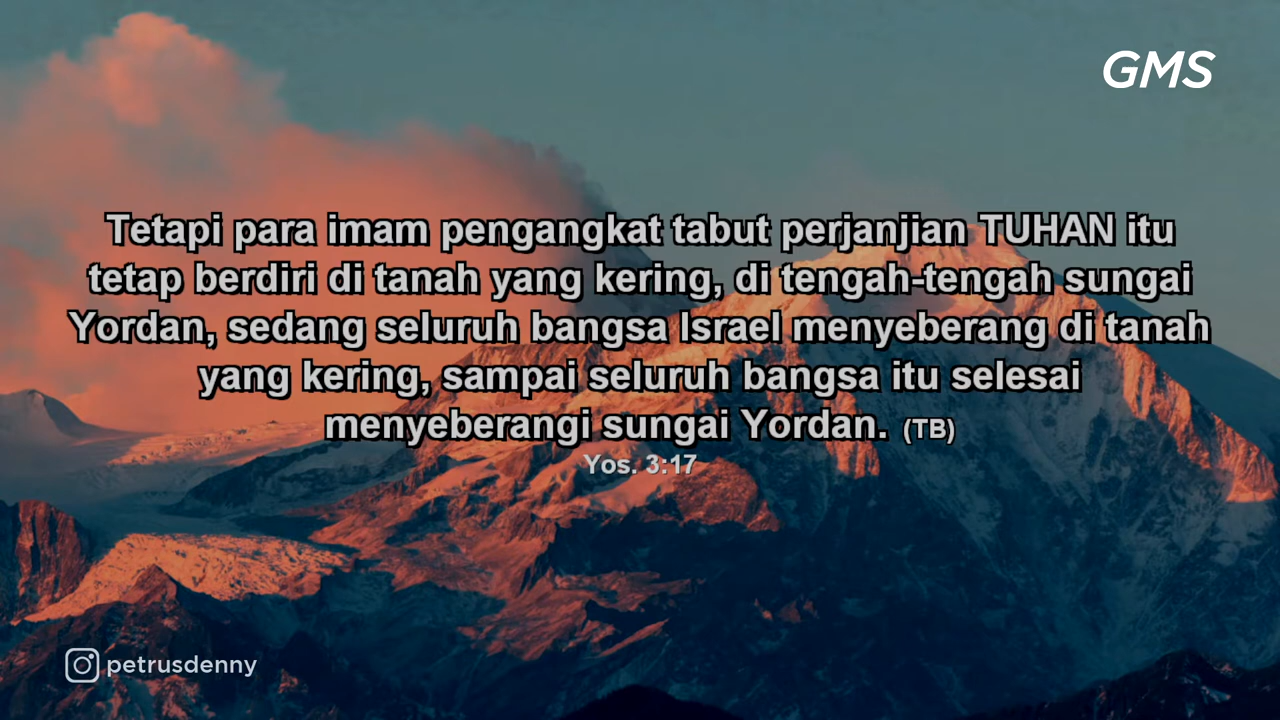 GMS
Tetapi para imam pengangkat tabut perjanjian TUHAN itu
tetap berdiri di tanah yang kering, di tengah-tengah sungai
Yordan, sedang seluruh bangsa Israel menyeberang di tanah
yang kering, sampai seluruh bangsa itu selesai
menyeberangi sungai Yordan. (TB)
Yos. 3:17
petrusdenny